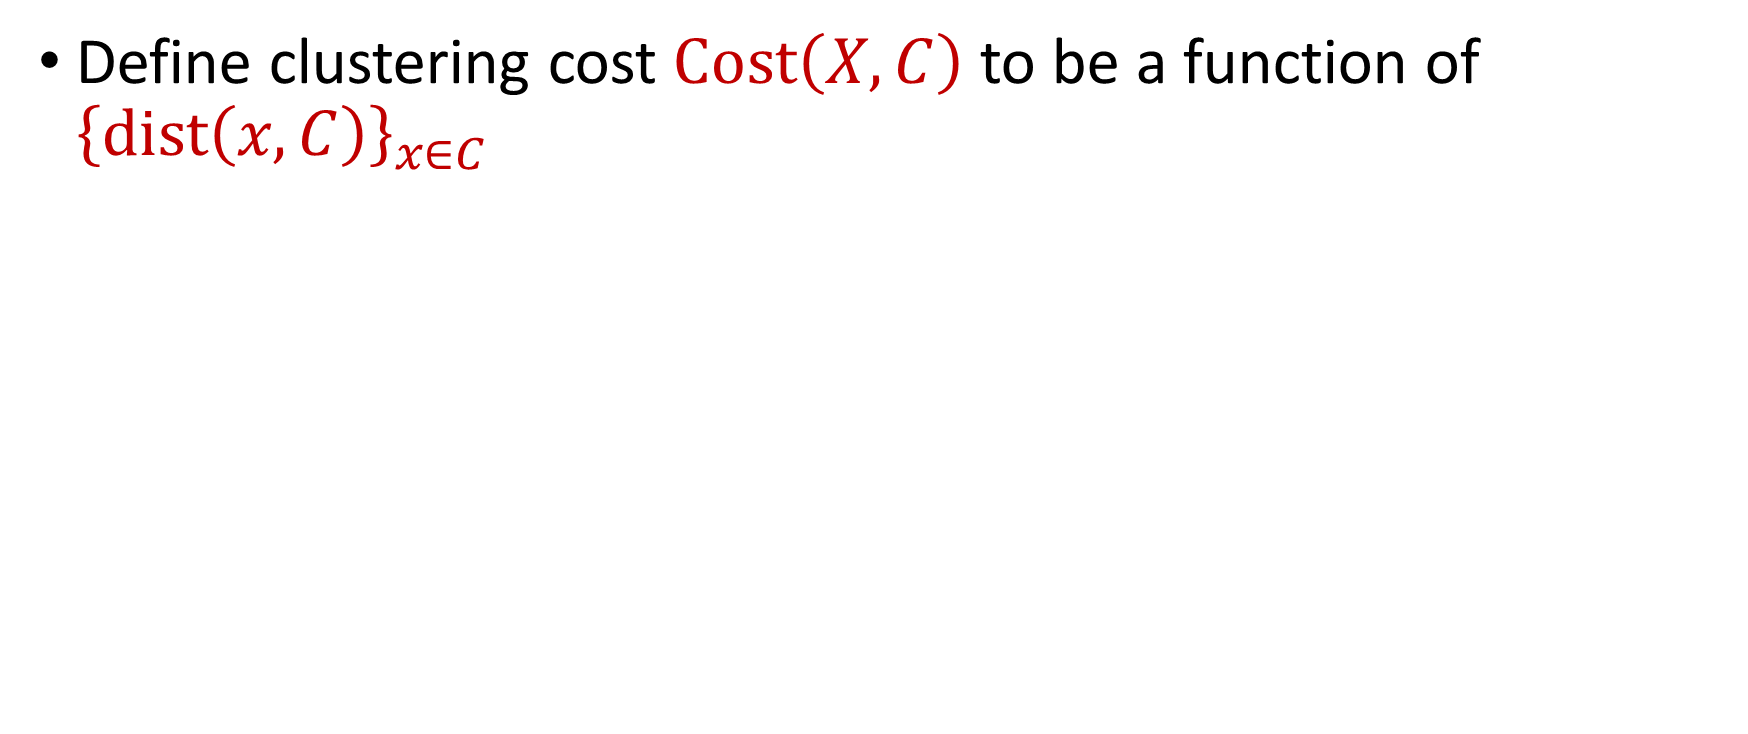 • Define clustering cost Cost(𝑋, 𝐶) to be a function of
{dist(𝑥, 𝐶)}𝑥∈𝐶